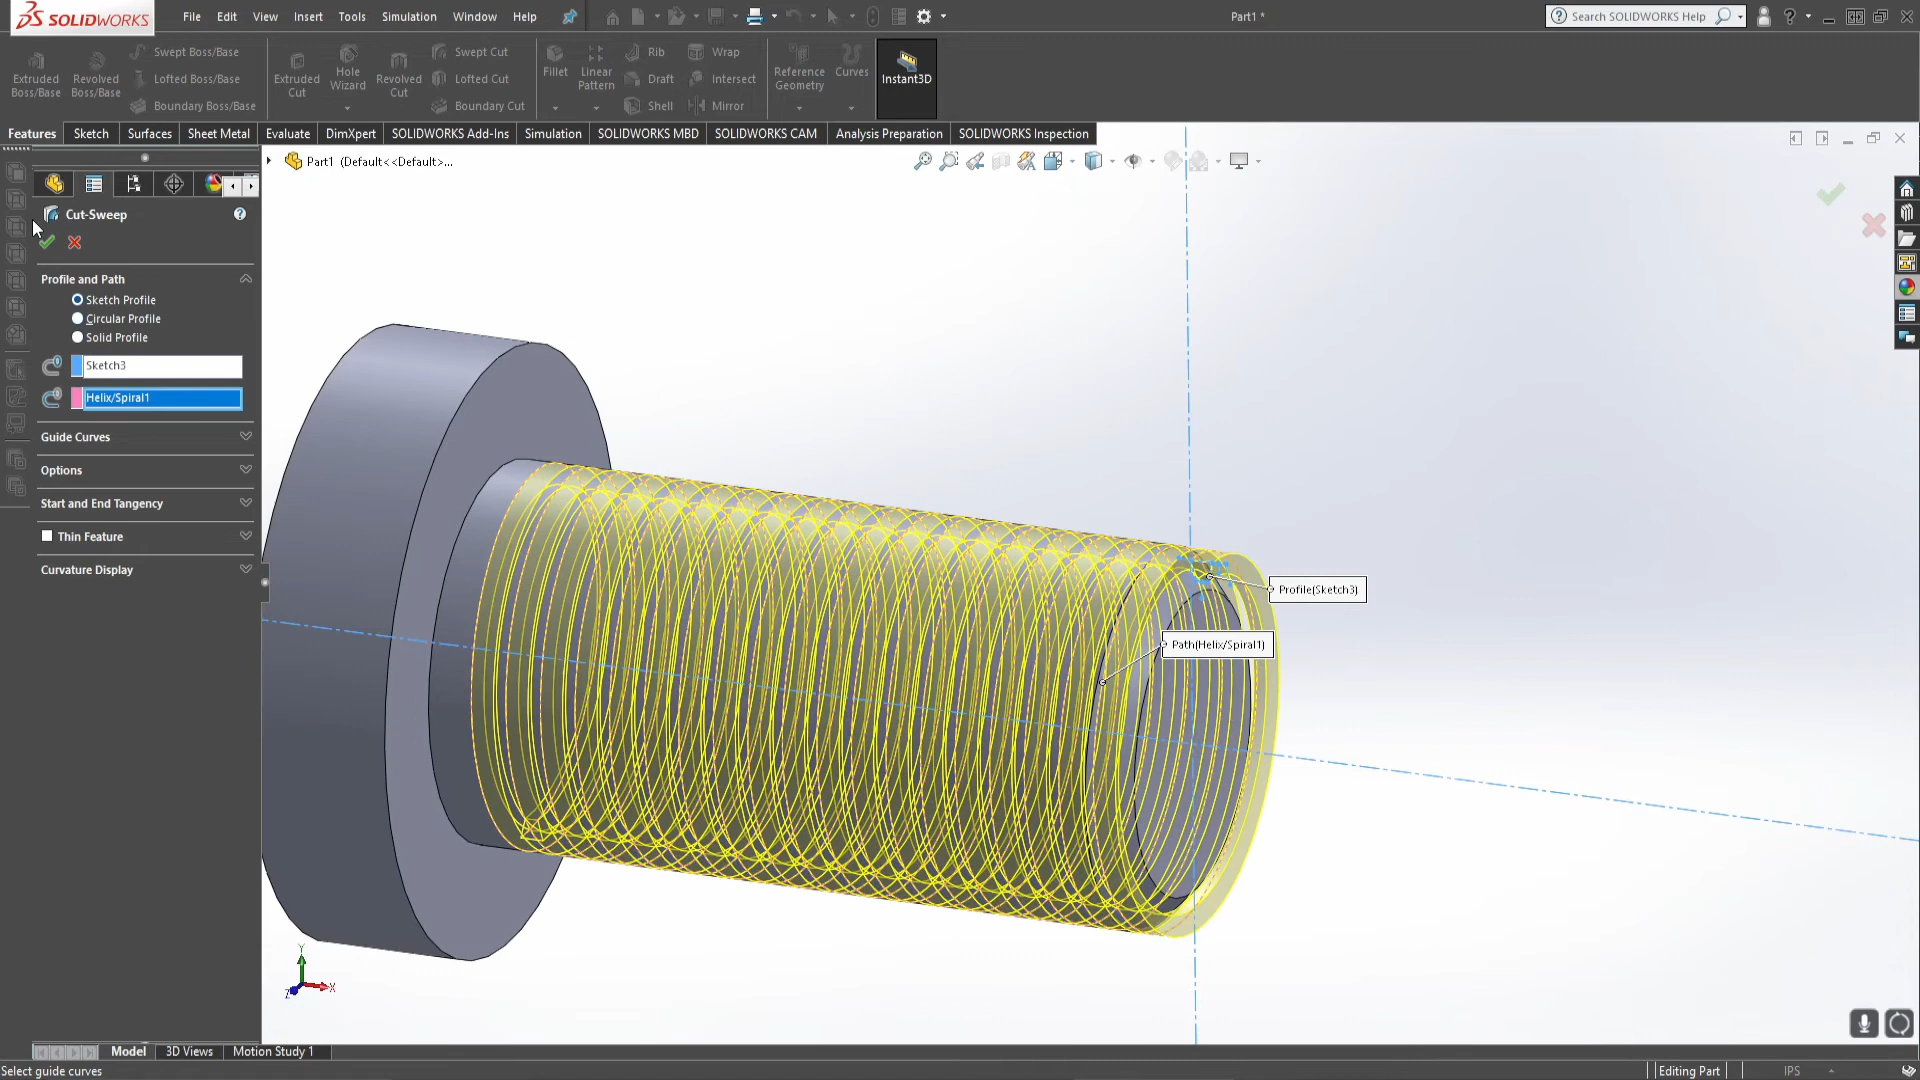 SOLIDWORKS
File Edit View Insert Tools Simulation Window Help
Part1 *
Search SOLIDWORKS Help
Extruded Boss/Base
Revolved Boss/Base
Swept Boss/Base
Lofted Boss/Base
Boundary Boss/Base
Extruded Cut
Hole Wizard
Revolved Cut
Swept Cut
Lofted Cut
Boundary Cut
Fillet
Linear Pattern
Rib
Draft
Shell
Wrap
Intersect
Mirror
Reference Geometry
Curves
Instant3D
Features Sketch Surfaces Sheet Metal Evaluate DimXpert SOLIDWORKS Add-Ins Simulation SOLIDWORKS MBD SOLIDWORKS CAM Analysis Preparation SOLIDWORKS Inspection
Part1 (Default<<Default>...
Cut-Sweep
Profile and Path
Sketch Profile
Circular Profile
Solid Profile
Sketch3
Helix/Spiral1
Guide Curves
Options
Start and End Tangency
Thin Feature
Curvature Display
Profile(Sketch3)
Path(Helix/Spiral1)
Y
X
Z
Model 3D Views Motion Study 1
Select guide curves
Editing Part
IPS